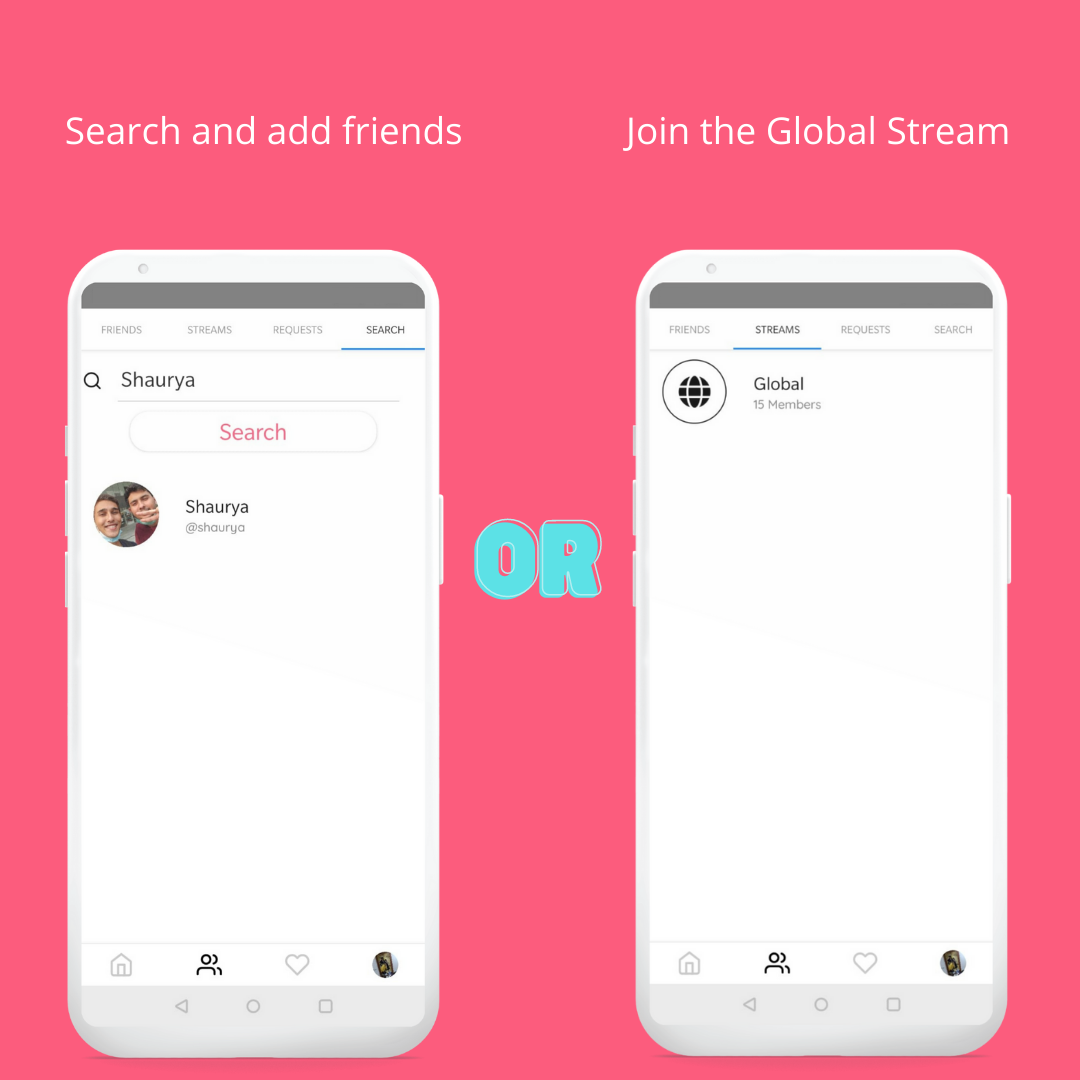 Search and add friends
Join the Global Stream
FRIENDS STREAMS REQUESTS SEARCH
Shaurya
Search
Shaurya
@shaurya
OR
FRIENDS STREAMS REQUESTS SEARCH
Global
15 Members